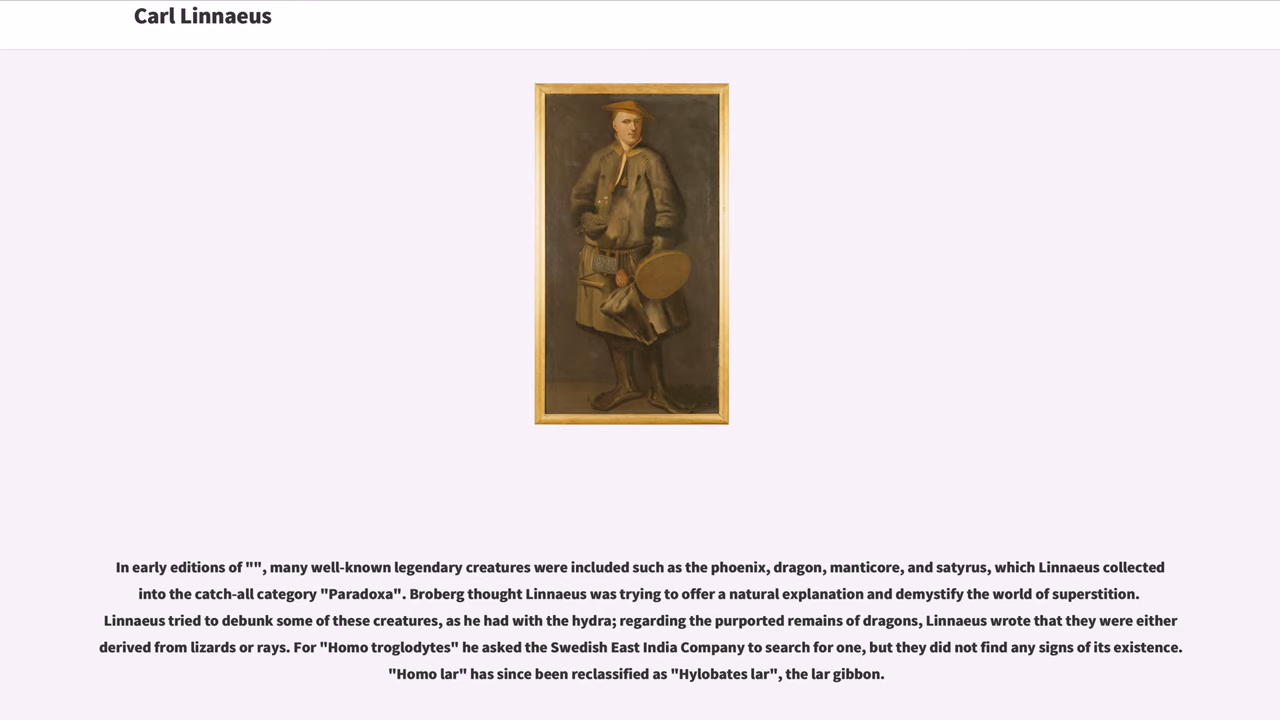 Carl Linnaeus
In early editions of "", many well-known legendary creatures were included such as the phoenix, dragon, manticore, and satyrus, which Linnaeus collected
into the catch-all category "Paradoxa". Broberg thought Linnaeus was trying to offer a natural explanation and demystify the world of superstition.
Linnaeus tried to debunk some of these creatures, as he had with the hydra; regarding the purported remains of dragons, Linnaeus wrote that they were either
derived from lizards or rays. For "Homo troglodytes" he asked the Swedish East India Company to search for one, but they did not find any signs of its existence.
"Homo lar" has since been reclassified as "Hylobates lar", the lar gibbon.